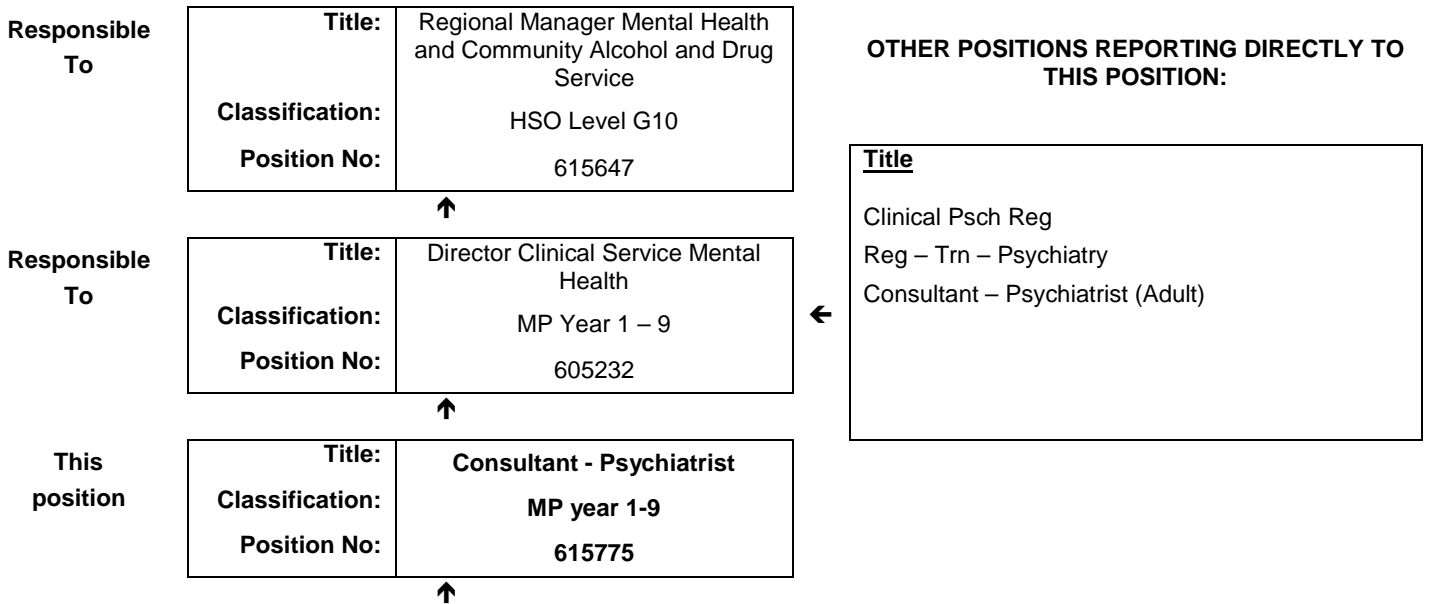 Responsible
To
Title:
Regional Manager Mental Health
and Community Alcohol and Drug
Service
Classification:
HSO Level G10
Position No:
615647
🡩
Responsible
To
Title:
Director Clinical Service Mental
Health
Classification:
MP Year 1 – 9
Position No:
605232
🡩
This
position
Title:
Consultant - Psychiatrist
Classification:
MP year 1-9
Position No:
615775
🡩
OTHER POSITIONS REPORTING DIRECTLY TO
THIS POSITION:
🡨
Title
Clinical Psch Reg
Reg – Trn – Psychiatry
Consultant – Psychiatrist (Adult)